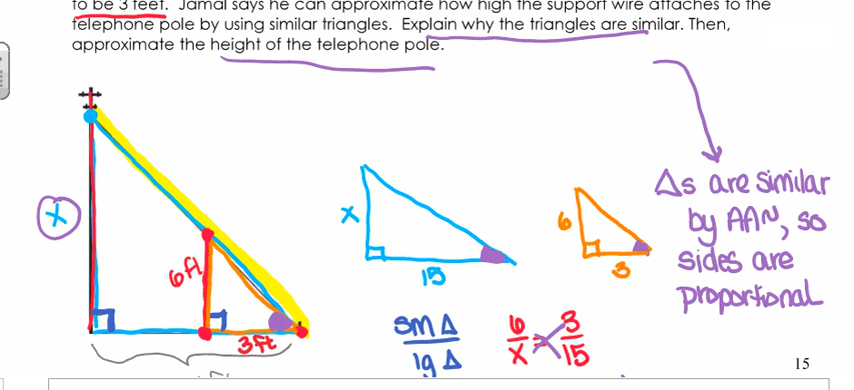 to be 3 feet. Jamal says he can approximate how high the support wire attaches to the
telephone pole by using similar triangles. Explain why the triangles are similar. Then,
approximate the height of the telephone pole.
x
6ft
3ft
x
15
6
3
Δs are similar
by AA~, so
sides are
proportional
sm Δ
lg Δ
6/x = 3/15
15